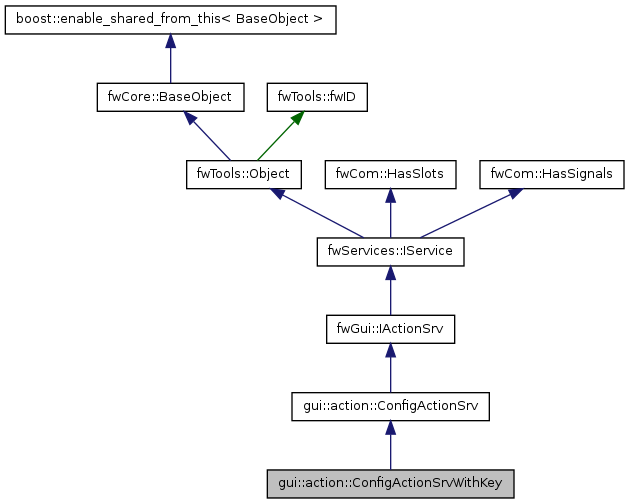 boost::enable_shared_from_this< BaseObject >
fwCore::BaseObject
fwTools::fwID
fwTools::Object
fwCom::HasSlots
fwCom::HasSignals
fwServices::IService
fwGui::IActionSrv
gui::action::ConfigActionSrv
gui::action::ConfigActionSrvWithKey